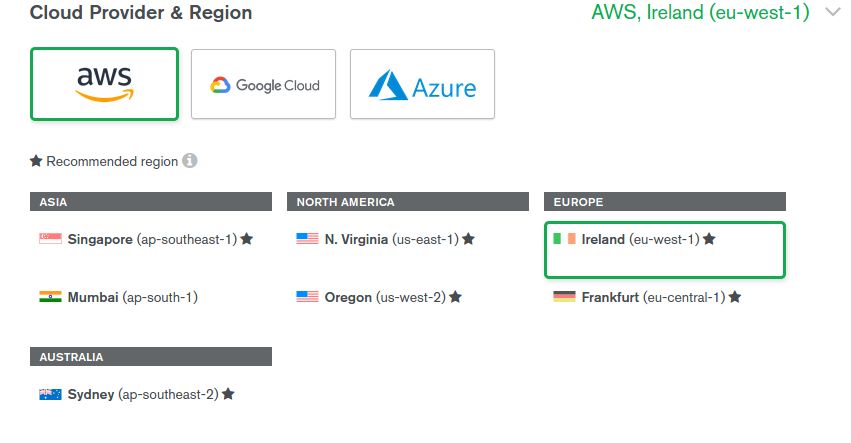 Cloud Provider & Region
AWS, Ireland (eu-west-1)
aws
Google Cloud
Azure
Recommended region
ASIA
Singapore (ap-southeast-1)
Mumbai (ap-south-1)
NORTH AMERICA
N. Virginia (us-east-1)
Oregon (us-west-2)
EUROPE
Ireland (eu-west-1)
Frankfurt (eu-central-1)
AUSTRALIA
Sydney (ap-southeast-2)